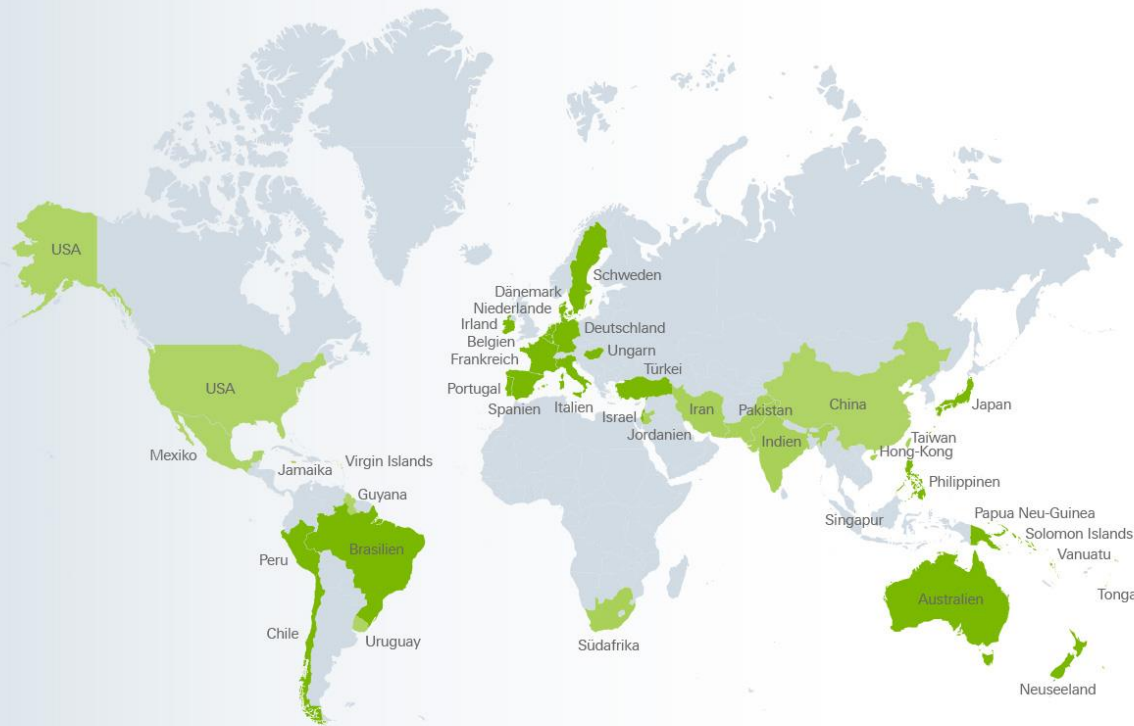 USA
Schweden
Dänemark
Niederlande
Irland
Deutschland
Belgien
Ungarn
Frankreich
Türkei
Portugal
USA
Spanien
Italien
Israel
Iran
Pakistan
China
Japan
Jordanien
Indien
Taiwan
Hong-Kong
Mexiko
Jamaika
Virgin Islands
Philippinen
Guyana
Singapur
Papua Neu-Guinea
Solomon Islands
Vanuatu
Peru
Brasilien
Australien
Tonga
Chile
Uruguay
Südafrika
Neuseeland